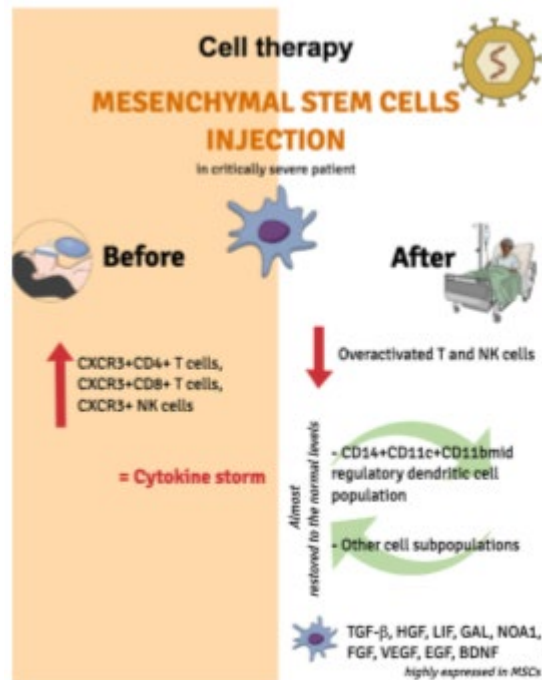 Cell therapy
MESENCHYMAL STEM CELLS
INJECTION
in critically severe patient
Before
After
CXCR3+CD4+ T cells,
CXCR3+CD8+ T cells,
CXCR3+ NK cells
= Cytokine storm
Overactivated T and NK cells
Almost
restored to the normal levels
- CD14+CD11c+CD11bmid
regulatory dendritic cell
population
- Other cell subpopulations
TGF-β, HGF, LIF, GAL, NOA1,
FGF, VEGF, EGF, BDNF
highly expressed in MSCs